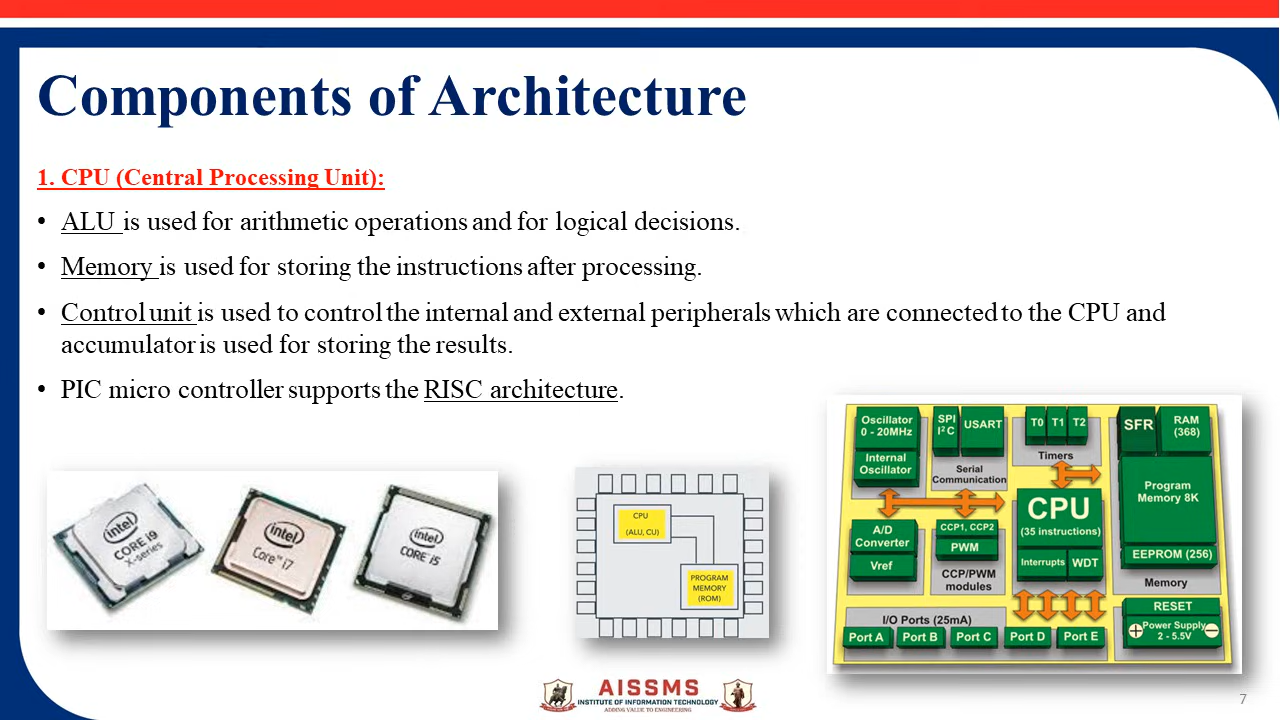 Components of Architecture
1. CPU (Central Processing Unit):
• ALU is used for arithmetic operations and for logical decisions.
• Memory is used for storing the instructions after processing.
• Control unit is used to control the internal and external peripherals which are connected to the CPU and
accumulator is used for storing the results.
• PIC micro controller supports the RISC architecture.
intel
CORE i9
X-series
intel
Core™ i7
intel
CORE i5
CPU
(ALU, CU)
PROGRAM
MEMORY
(ROM)
Oscillator
0 - 20MHz
Internal
Oscillator
SPI
I²C
USART
Serial
Communication
T0 T1 T2
Timers
SFR
RAM
(368)
Program
Memory 8K
EEPROM (256)
Memory
CPU
(35 instructions)
Interrupts
WDT
A/D
Converter
Vref
CCP1, CCP2
PWM
CCP/PWM
modules
I/O Ports (25mA)
Port A Port B Port C Port D Port E
RESET
+ Power Supply −
2 - 5.5V
AISSMS
INSTITUTE OF INFORMATION TECHNOLOGY
ADDING VALUE TO ENGINEERING
7